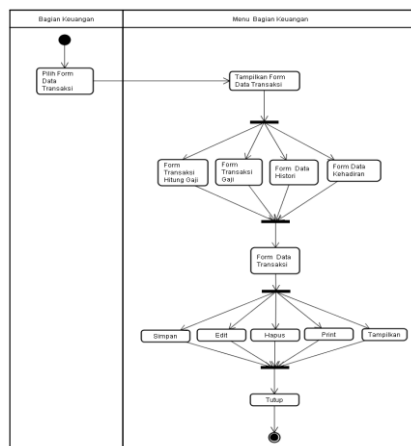 Bagian Keuangan
Menu Bagian Keuangan
Pilih Form
Data
Transaksi
Tampilkan Form
Data Transaksi
Form
Transaksi
Hitung Gaji
Form
Transaksi
Gaji
Form Data
Histori
Form Data
Kehadiran
Form Data
Transaksi
Simpan
Edit
Hapus
Print
Tampilkan
Tutup